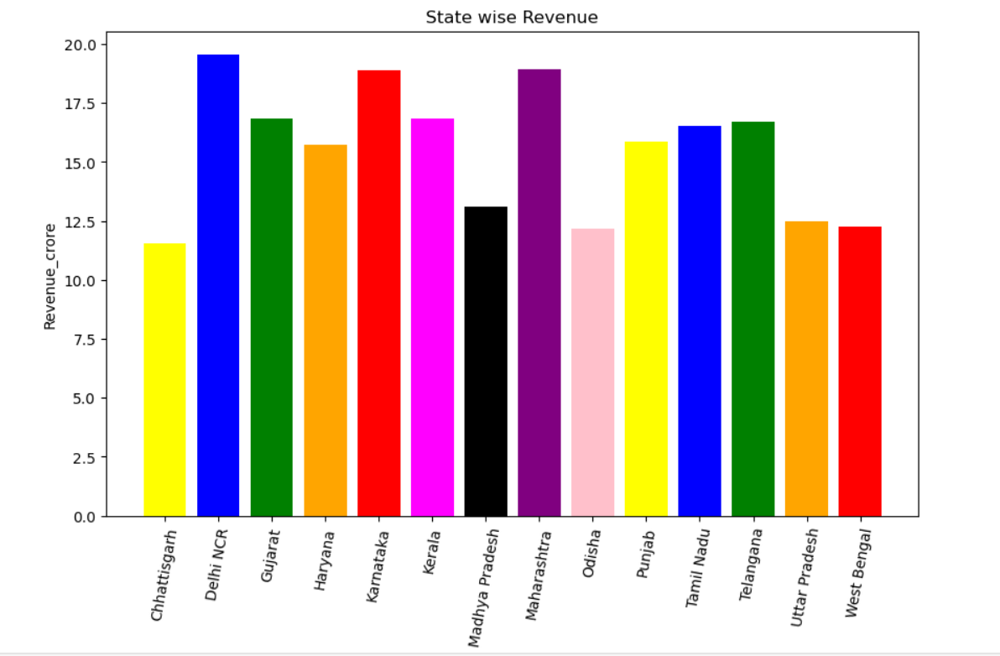 State wise Revenue
Revenue_crore
20.0
17.5
15.0
12.5
10.0
7.5
5.0
2.5
0.0
Chhattisgarh
Delhi NCR
Gujarat
Haryana
Karnataka
Kerala
Madhya Pradesh
Maharashtra
Odisha
Punjab
Tamil Nadu
Telangana
Uttar Pradesh
West Bengal